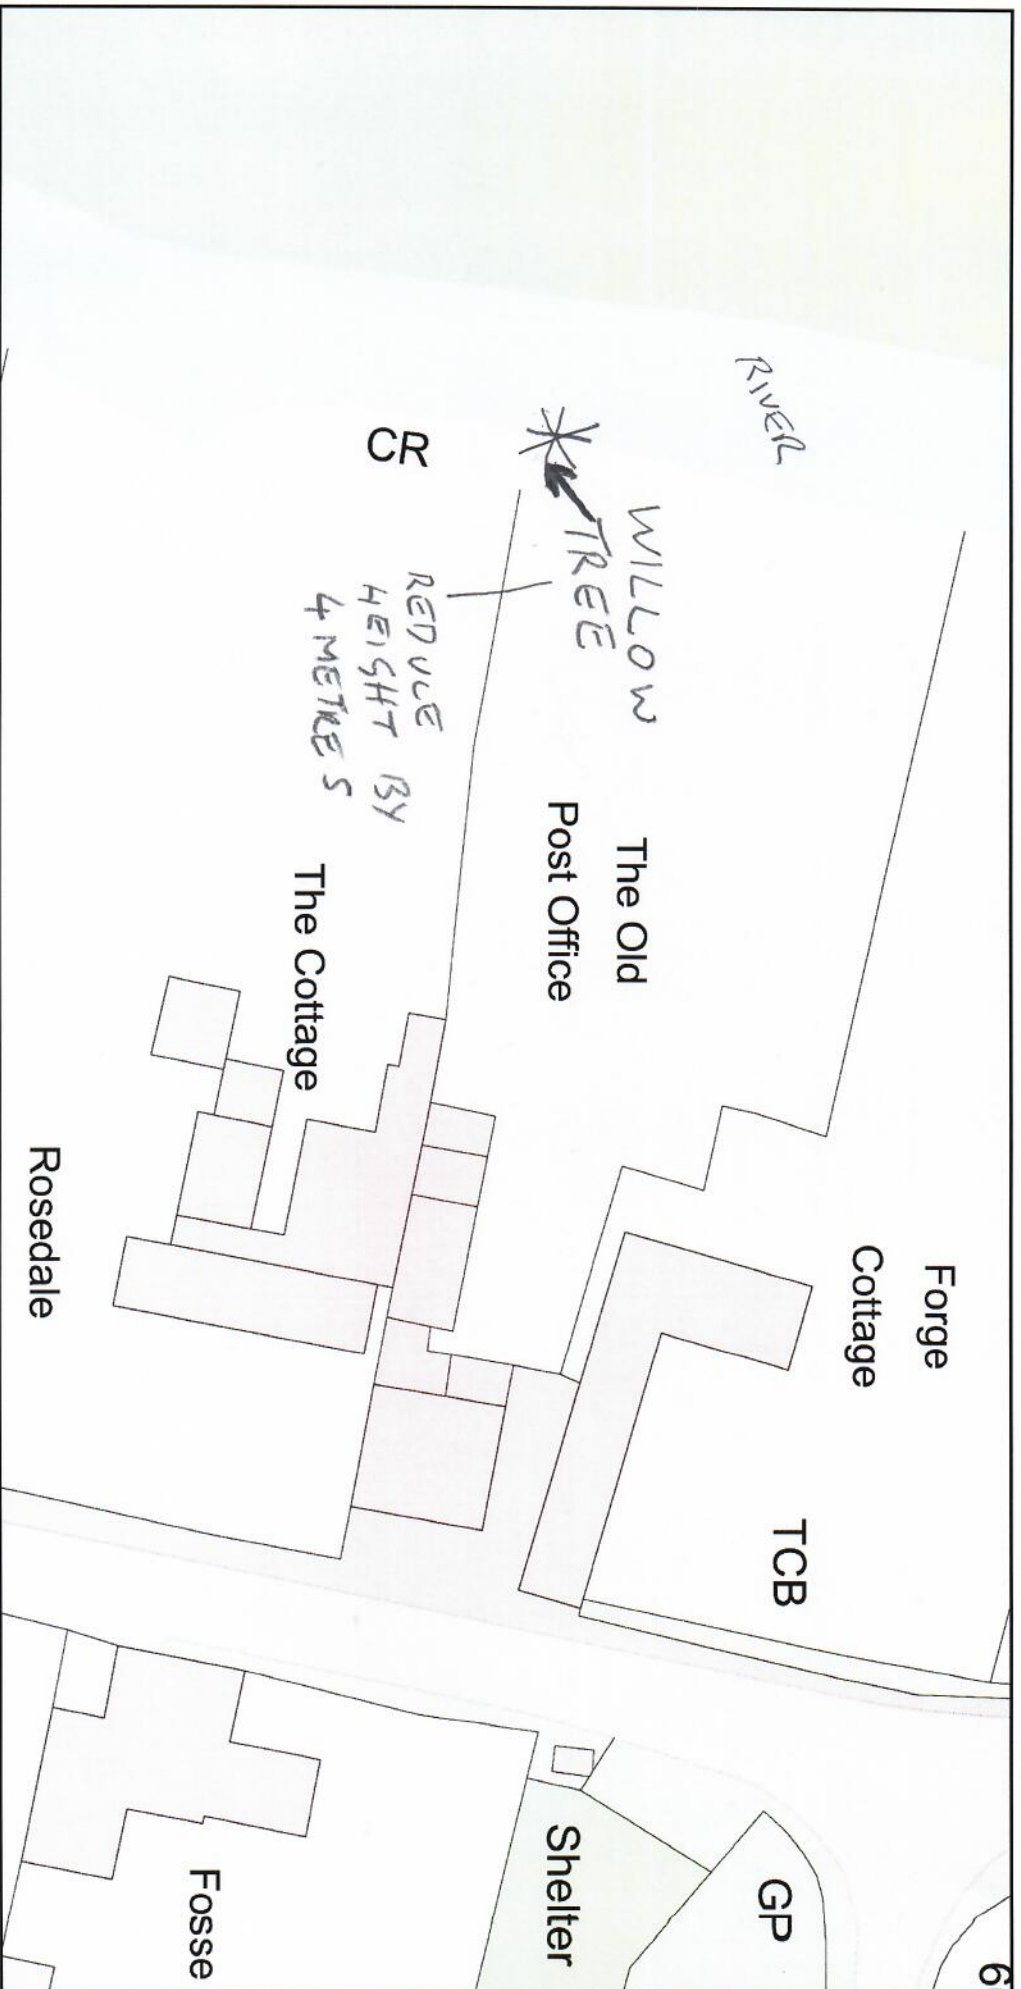 RIVER
WILLOW
TREE
REDUCE
HEIGHT BY
4 METRES
CR
The Old
Post Office
The Cottage
Rosedale
Forge
Cottage
TCB
GP
Shelter
Fosse